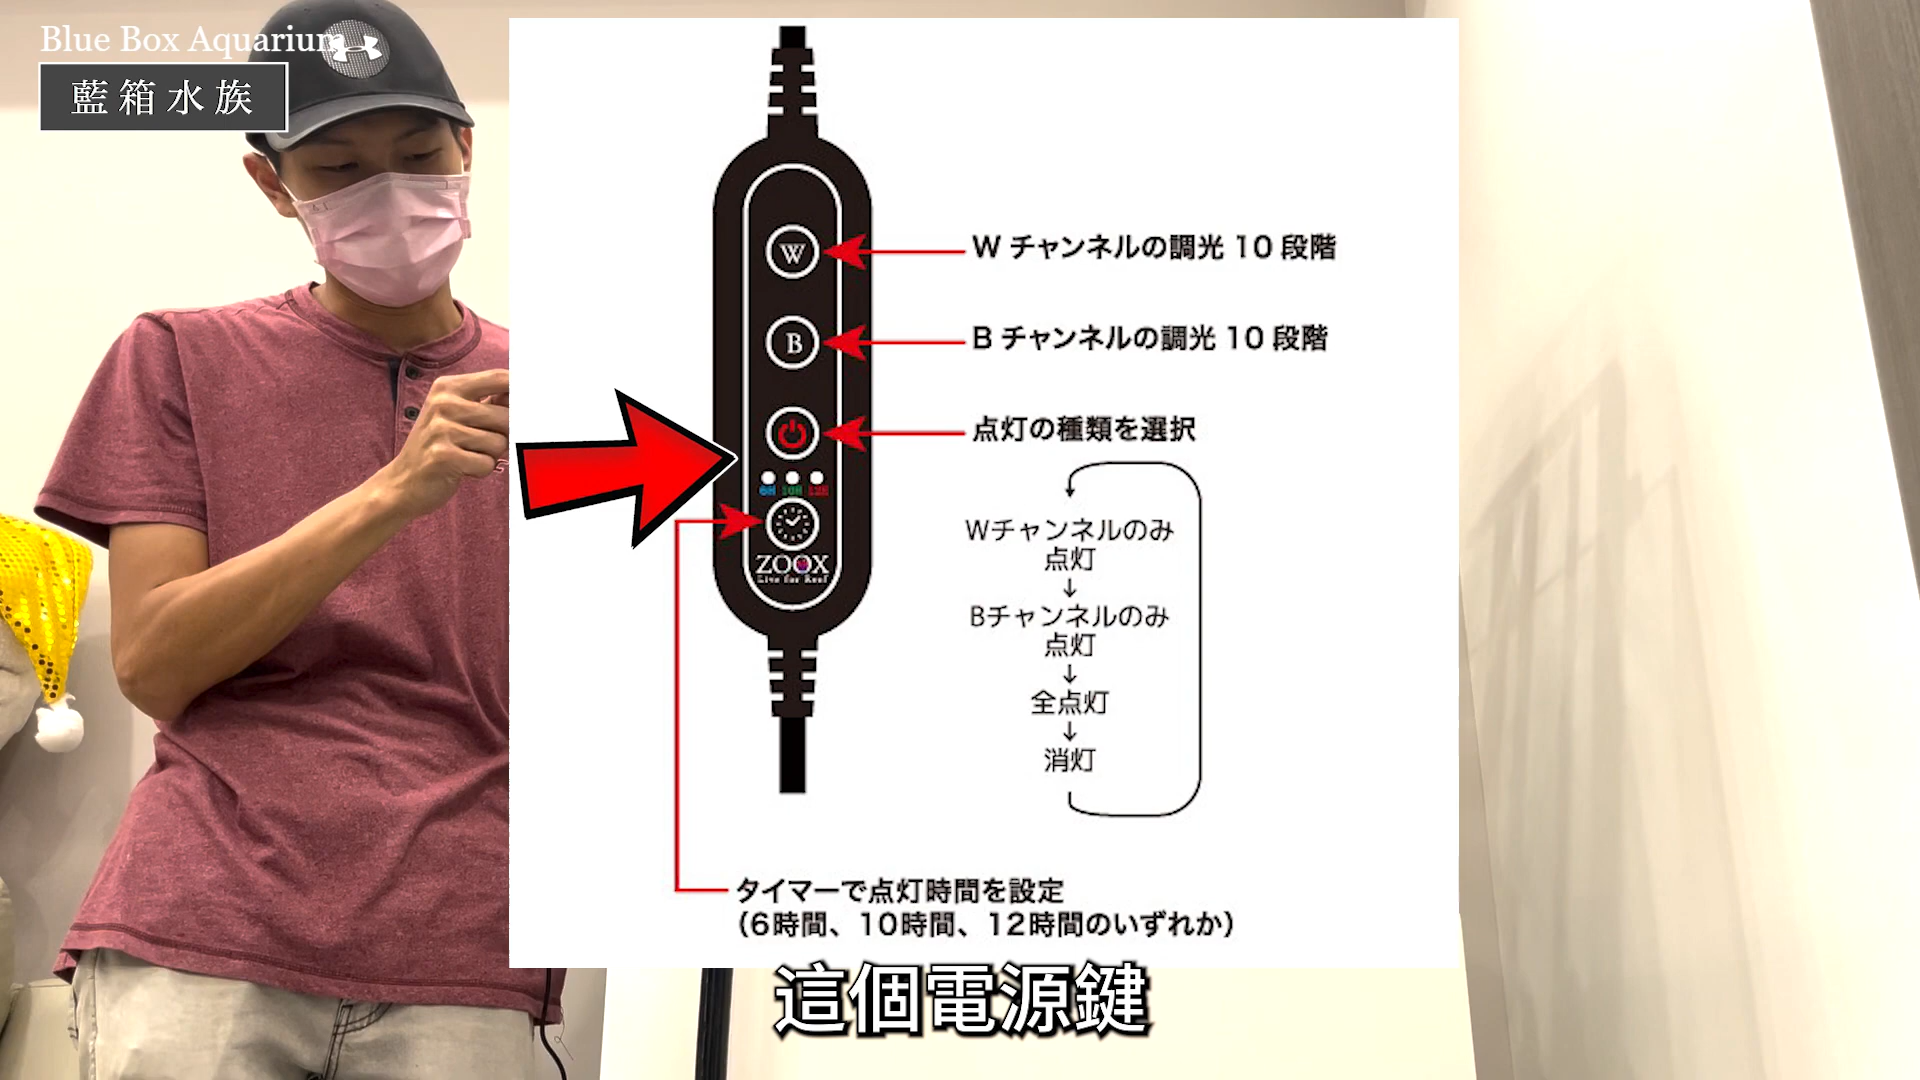 Blue Box Aquarium
藍箱水族
W
Wチャンネルの調光 10 段階
B
Bチャンネルの調光 10 段階
点灯の種類を選択
6H 10H 12H
ZOOX
Live for Reef
Wチャンネルのみ
点灯
↓
Bチャンネルのみ
点灯
↓
全点灯
↓
消灯
タイマーで点灯時間を設定
（6時間、10時間、12時間のいずれか）
這個電源鍵